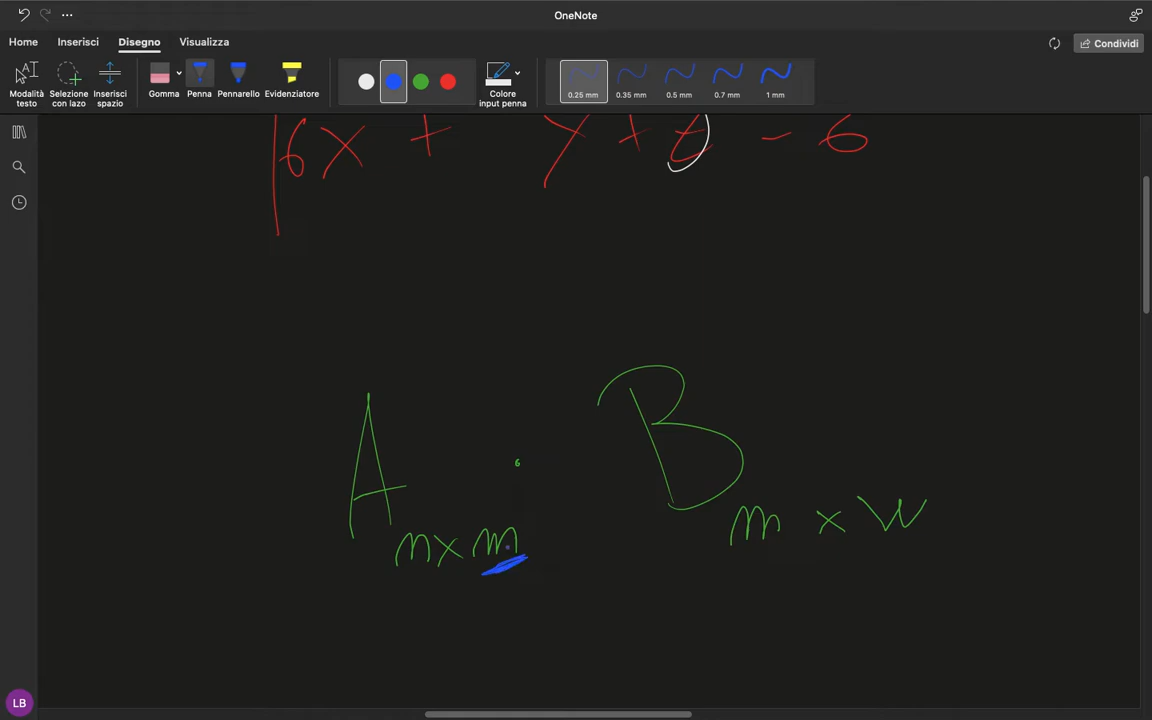 OneNote
Home Inserisci Disegno Visualizza
Condividi
Modalità testo
Selezione con lazo
Inserisci spazio
Gomma
Penna
Pennarello
Evidenziatore
Colore input penna
0.25 mm
0.35 mm
0.5 mm
0.7 mm
1 mm
6x + y + z - 6
A n×m · B m × w
LB